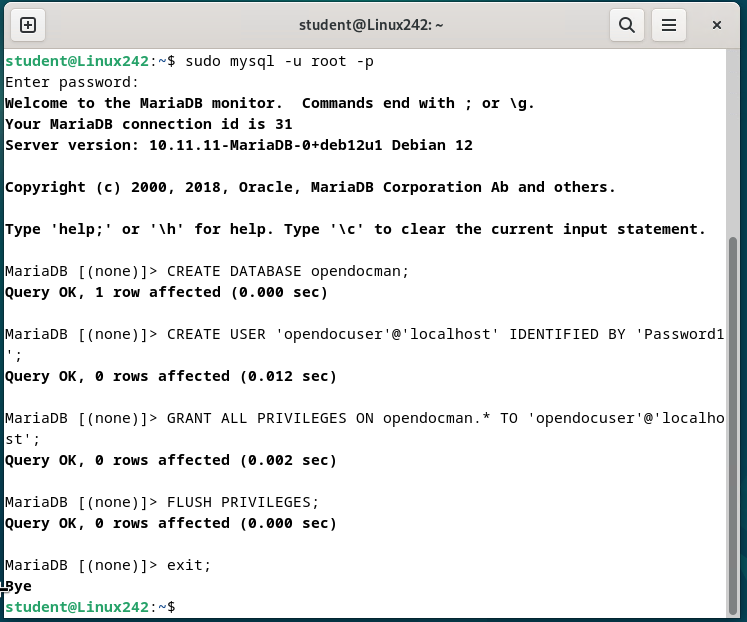 student@Linux242: ~
student@Linux242:~$ sudo mysql -u root -p
Enter password:
Welcome to the MariaDB monitor.  Commands end with ; or \g.
Your MariaDB connection id is 31
Server version: 10.11.11-MariaDB-0+deb12u1 Debian 12
Copyright (c) 2000, 2018, Oracle, MariaDB Corporation Ab and others.
Type 'help;' or '\h' for help. Type '\c' to clear the current input statement.
MariaDB [(none)]> CREATE DATABASE opendocman;
Query OK, 1 row affected (0.000 sec)
MariaDB [(none)]> CREATE USER 'opendocuser'@'localhost' IDENTIFIED BY 'Password1
';
Query OK, 0 rows affected (0.012 sec)
MariaDB [(none)]> GRANT ALL PRIVILEGES ON opendocman.* TO 'opendocuser'@'localho
st';
Query OK, 0 rows affected (0.002 sec)
MariaDB [(none)]> FLUSH PRIVILEGES;
Query OK, 0 rows affected (0.000 sec)
MariaDB [(none)]> exit;
Bye
student@Linux242:~$